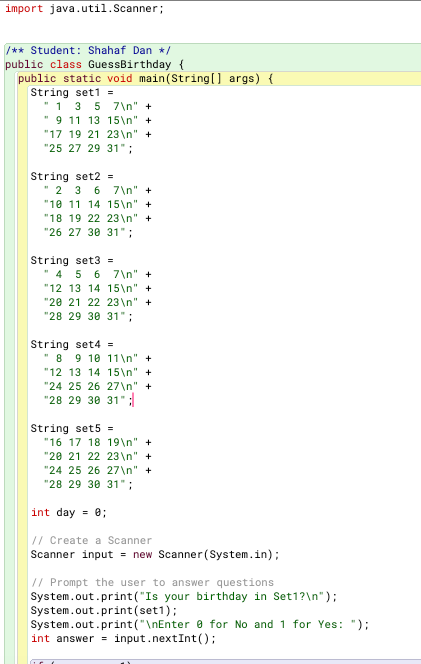 import java.util.Scanner;
/** Student: Shahaf Dan */
public class GuessBirthday {
public static void main(String[] args) {
String set1 =
" 1  3  5  7\n" +
" 9 11 13 15\n" +
"17 19 21 23\n" +
"25 27 29 31";
String set2 =
" 2  3  6  7\n" +
"10 11 14 15\n" +
"18 19 22 23\n" +
"26 27 30 31";
String set3 =
" 4  5  6  7\n" +
"12 13 14 15\n" +
"20 21 22 23\n" +
"28 29 30 31";
String set4 =
" 8  9 10 11\n" +
"12 13 14 15\n" +
"24 25 26 27\n" +
"28 29 30 31";
String set5 =
"16 17 18 19\n" +
"20 21 22 23\n" +
"24 25 26 27\n" +
"28 29 30 31";
int day = 0;
// Create a Scanner
Scanner input = new Scanner(System.in);
// Prompt the user to answer questions
System.out.print("Is your birthday in Set1?\n");
System.out.print(set1);
System.out.print("\nEnter 0 for No and 1 for Yes: ");
int answer = input.nextInt();